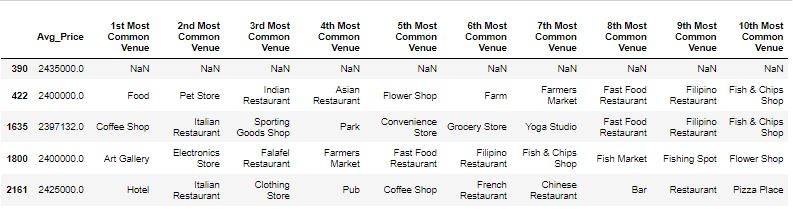 Avg_Price 1st Most Common Venue 2nd Most Common Venue 3rd Most Common Venue 4th Most Common Venue 5th Most Common Venue 6th Most Common Venue 7th Most Common Venue 8th Most Common Venue 9th Most Common Venue 10th Most Common Venue
390 2435000.0 NaN NaN NaN NaN NaN NaN NaN NaN NaN NaN
422 2400000.0 Food Pet Store Indian Restaurant Asian Restaurant Flower Shop Farm Farmers Market Fast Food Restaurant Filipino Restaurant Fish & Chips Shop
1635 2397132.0 Coffee Shop Italian Restaurant Sporting Goods Shop Park Convenience Store Grocery Store Yoga Studio Fast Food Restaurant Filipino Restaurant Fish & Chips Shop
1800 2400000.0 Art Gallery Electronics Store Falafel Restaurant Farmers Market Fast Food Restaurant Filipino Restaurant Fish & Chips Shop Fish Market Fishing Spot Flower Shop
2161 2425000.0 Hotel Italian Restaurant Clothing Store Pub Coffee Shop French Restaurant Chinese Restaurant Bar Restaurant Pizza Place